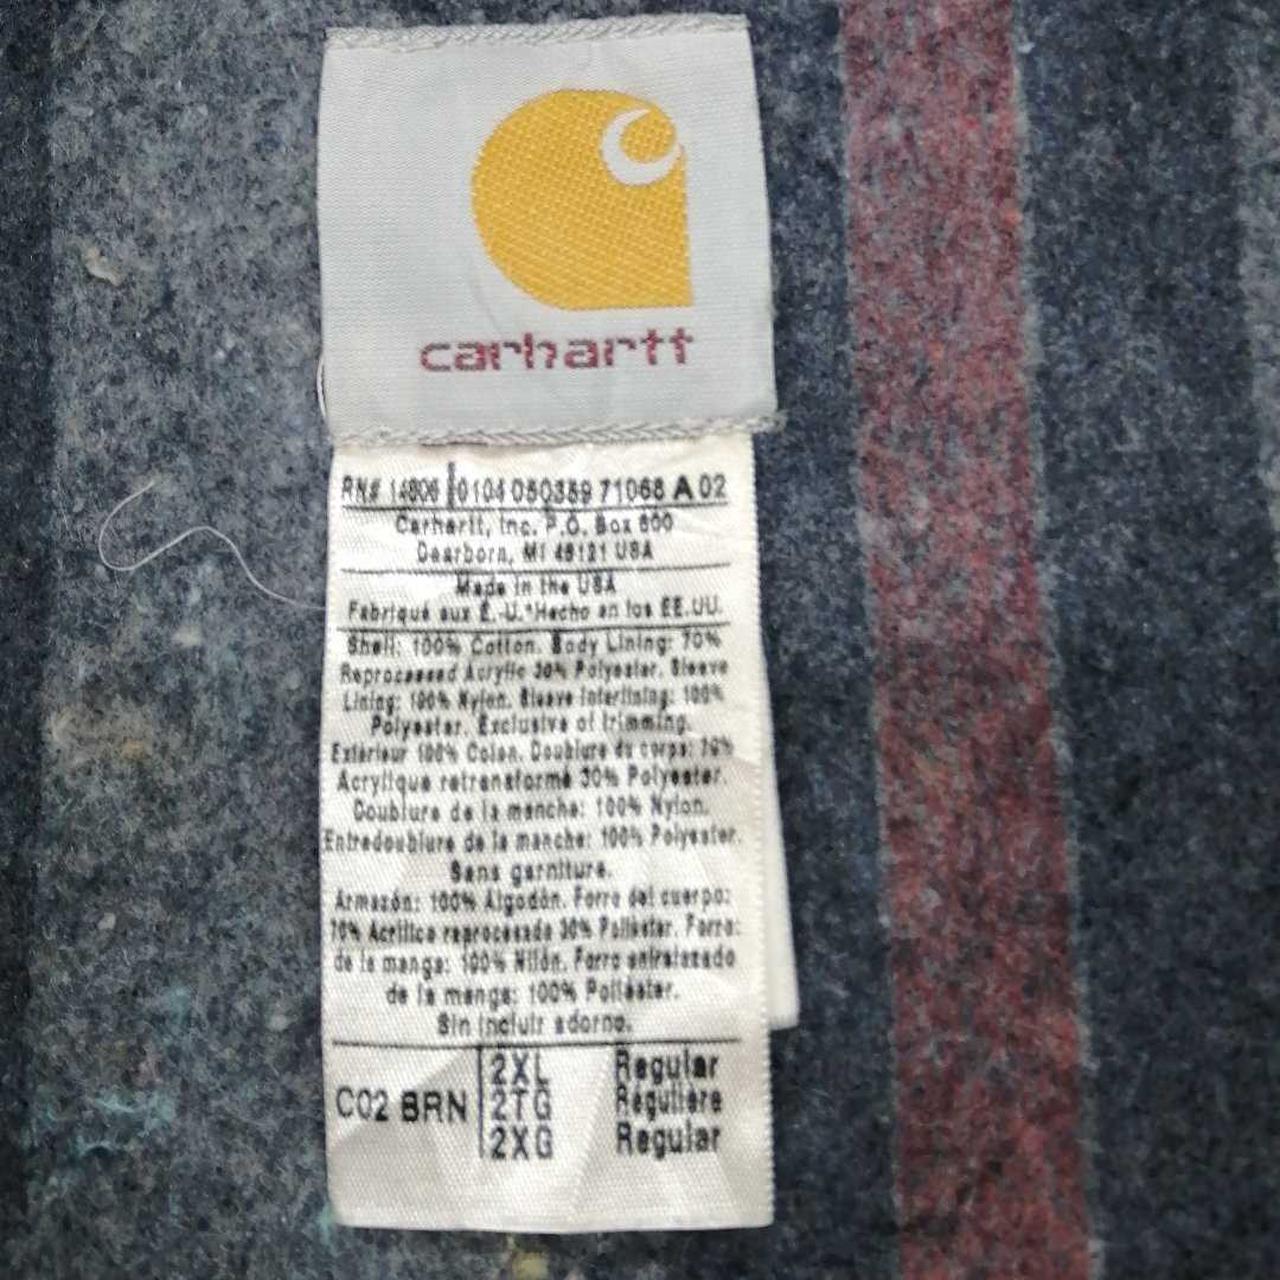 carhartt
RN# 14806 0104 050389 71068 A 02
Carhartt, Inc. P.O. Box 600
Dearborn, MI 48121 USA
Made in the USA
Fabriqué aux É.-U.*Hecho en los EE.UU.
Shell: 100% Cotton. Body Lining: 70%
Reprocessed Acrylic 30% Polyester. Sleeve
Lining: 100% Nylon. Sleeve Interlining: 100%
Polyester. Exclusive of trimming.
Extérieur 100% Coton. Doublure du corps: 70%
Acrylique retransformé 30% Polyester.
Doublure de la manche: 100% Nylon.
Entredoublure de la manche: 100% Polyester.
Sans garniture.
Armazón: 100% Algodón. Forro del cuerpo:
70% Acrílico reprocesada 30% Poliéster. Forro:
de la manga: 100% Nilón. Forro entrelazado
de la manga: 100% Poliéster.
Sin incluir adorno.
2XL Regular
C02 BRN 2TG Régulière
2XG Regular